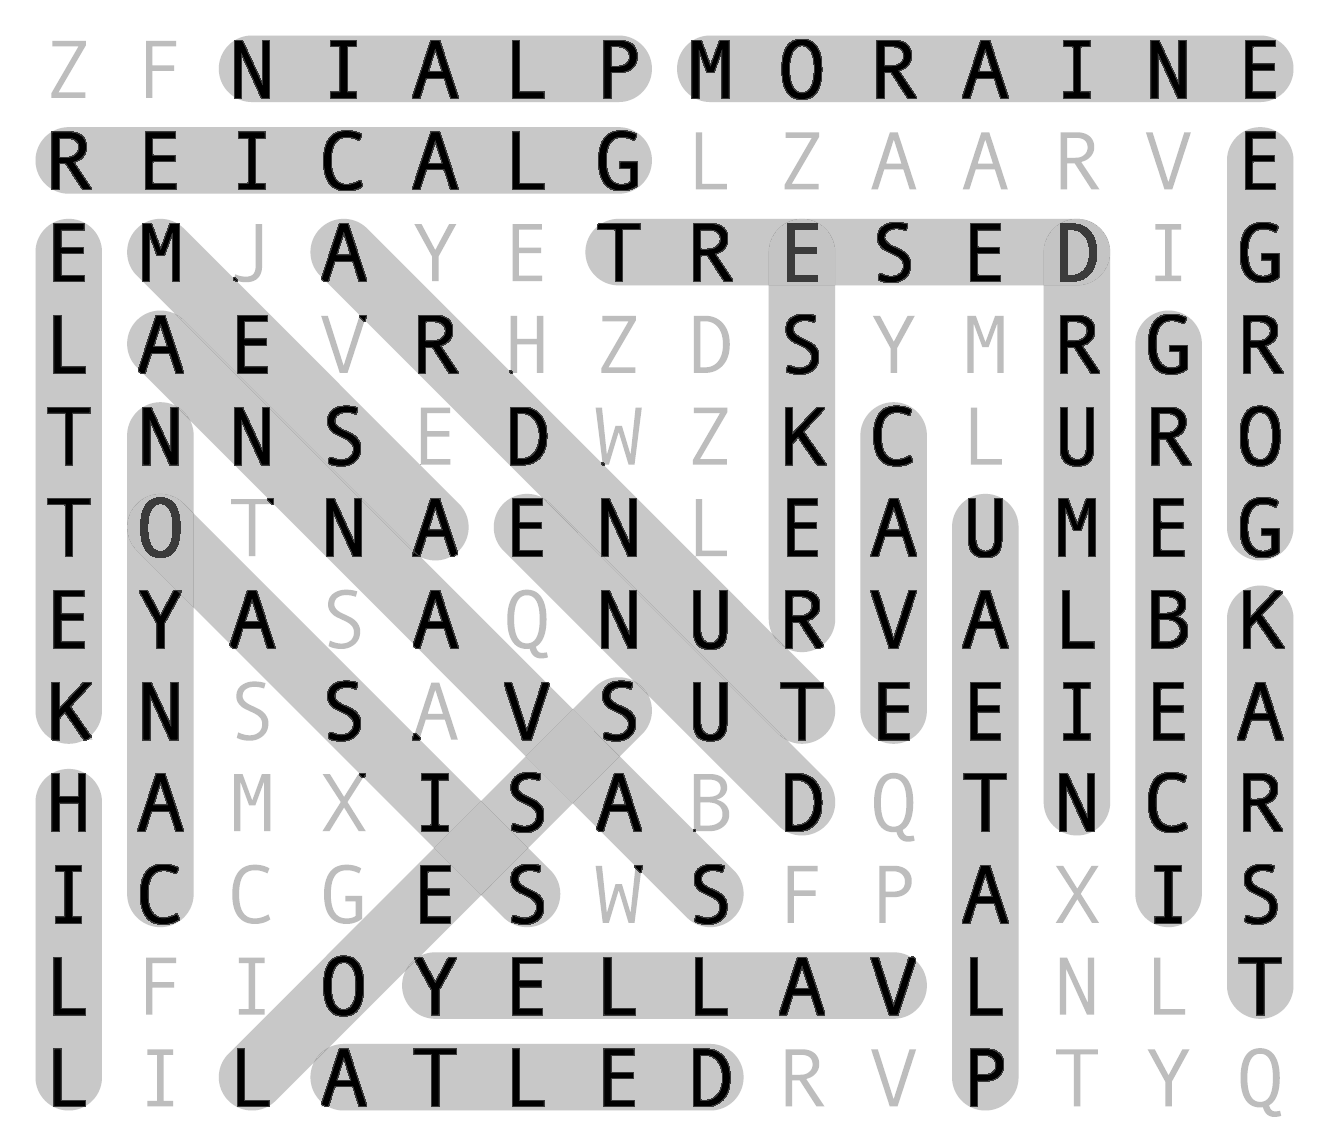 Z F N I A L P M O R A I N E
R E I C A L G L Z A A R V E
E M J A Y E T R E S E D I G
L A E V R H Z D S Y M R G R
T N N S E D W Z K C L U R O
T O T N A E N L E A U M E G
E Y A S A Q N U R V A L B K
K N S S A V S U T E E I E A
H A M X I S A B D Q T N C R
I C C G E S W S F P A X I S
L F I O Y E L L A V L N L T
L I L A T L E D R V P T Y Q